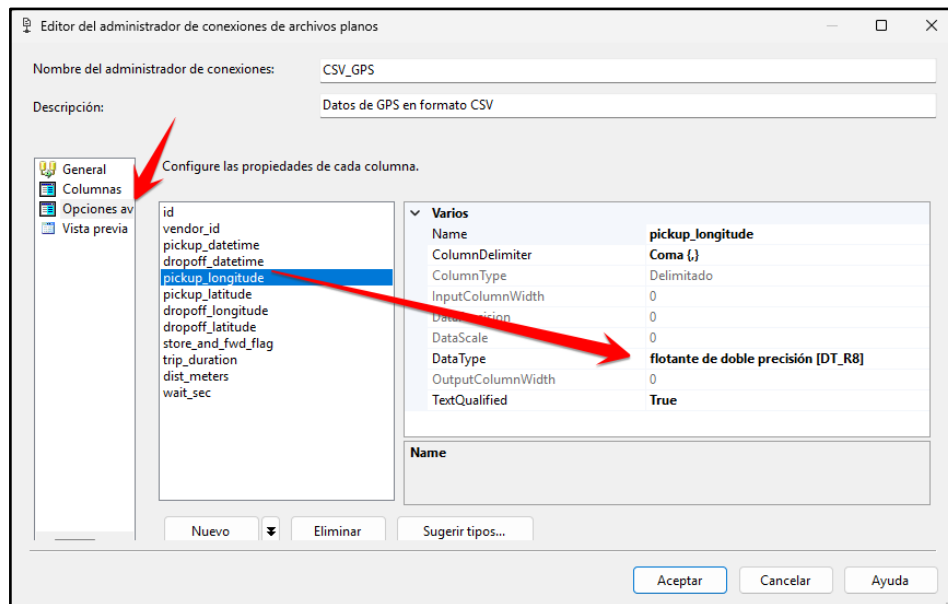 Editor del administrador de conexiones de archivos planos
Nombre del administrador de conexiones: CSV_GPS
Descripción: Datos de GPS en formato CSV
General
Columnas
Opciones av
Vista previa
Configure las propiedades de cada columna.
id
vendor_id
pickup_datetime
dropoff_datetime
pickup_longitude
pickup_latitude
dropoff_longitude
dropoff_latitude
store_and_fwd_flag
trip_duration
dist_meters
wait_sec
Varios
Name pickup_longitude
ColumnDelimiter Coma {,}
ColumnType Delimitado
InputColumnWidth 0
0
DataScale 0
DataType flotante de doble precisión [DT_R8]
OutputColumnWidth 0
TextQualified True
Name
Nuevo Eliminar Sugerir tipos...
Aceptar Cancelar Ayuda